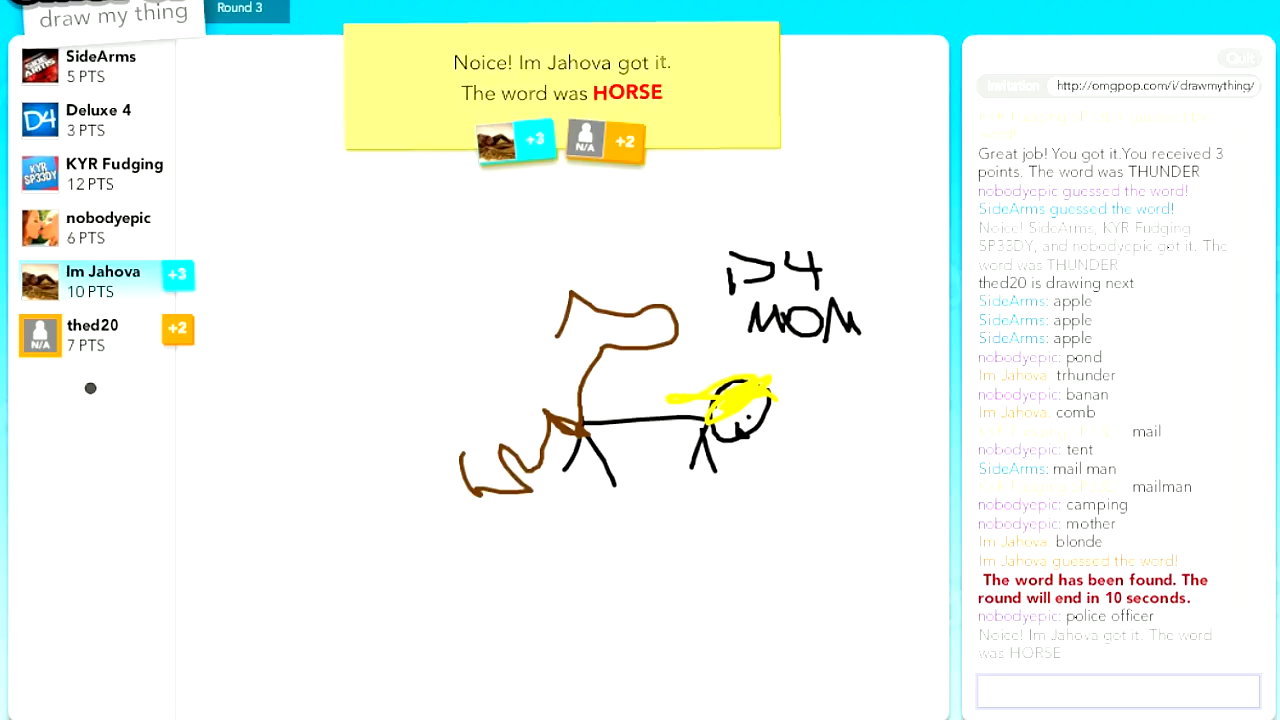 draw my thing
Round 3
SideArms
5 PTS
Deluxe 4
3 PTS
KYR Fudging
12 PTS
nobodyepic
6 PTS
Im Jahova
10 PTS
+3
thed20
7 PTS
+2
N/A
D4
KYR
SP33DY
SIDE
ARMS
Noice! Im Jahova got it.
The word was HORSE
+3
N/A
+2
D4
MOM
Quit
Invitation
http://omgpop.com/i/drawmything/
Great job! You got it.You received 3
points. The word was THUNDER
nobodyepic guessed the word!
SideArms guessed the word!
Noice! SideArms, KYR Fudging
SP33DY, and nobodyepic got it. The
word was THUNDER
thed20 is drawing next
SideArms: apple
SideArms: apple
SideArms: apple
nobodyepic: pond
Im Jahova: trhunder
nobodyepic: banan
Im Jahova: comb
mail
nobodyepic: tent
SideArms: mail man
mailman
nobodyepic: camping
nobodyepic: mother
Im Jahova: blonde
Im Jahova guessed the word!
The word has been found. The
round will end in 10 seconds.
nobodyepic: police officer
Noice! Im Jahova got it. The word
was HORSE